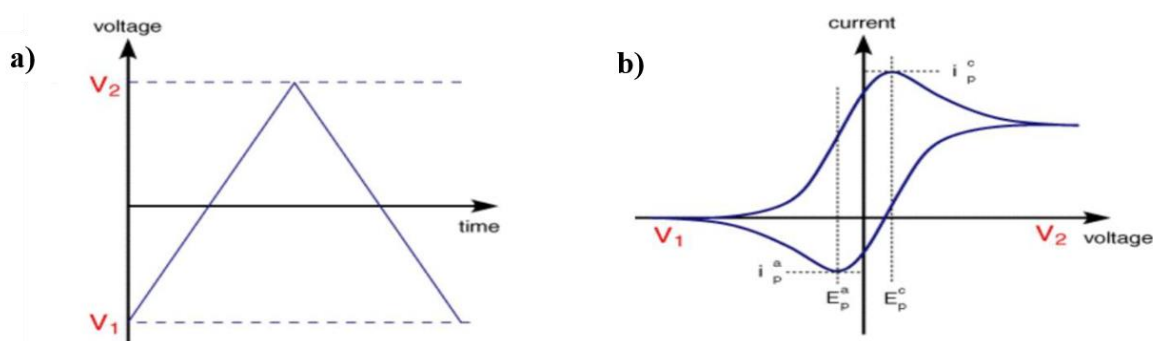 a)
voltage
V₂
time
V₁
b)
current
i c p
V₁
V₂
voltage
i a p
E a p
E c p